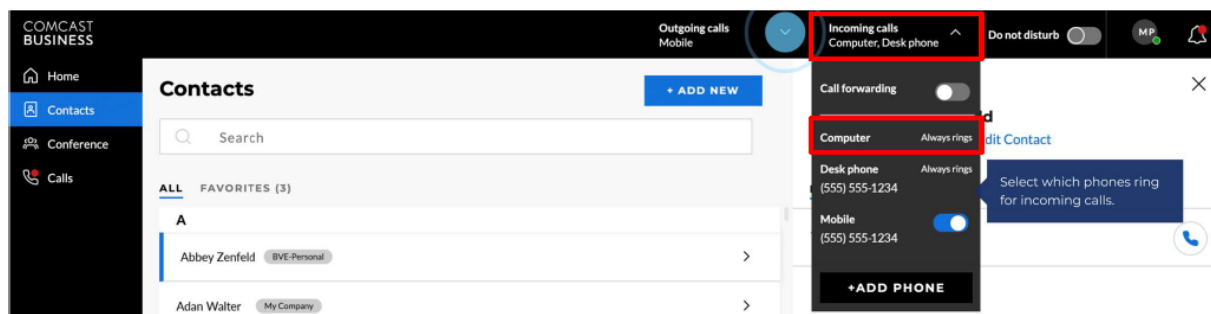 COMCAST
BUSINESS
Outgoing calls
Mobile
Incoming calls
Computer, Desk phone
Do not disturb
MP
Home
Contacts
Conference
Calls
Contacts
+ ADD NEW
Search
ALL FAVORITES (3)
A
Abbey Zenfeld BVE-Personal
Adan Walter My Company
Call forwarding
Computer Always rings
Desk phone Always rings
(555) 555-1234
Mobile
(555) 555-1234
+ADD PHONE
d
dit Contact
Select which phones ring
for incoming calls.